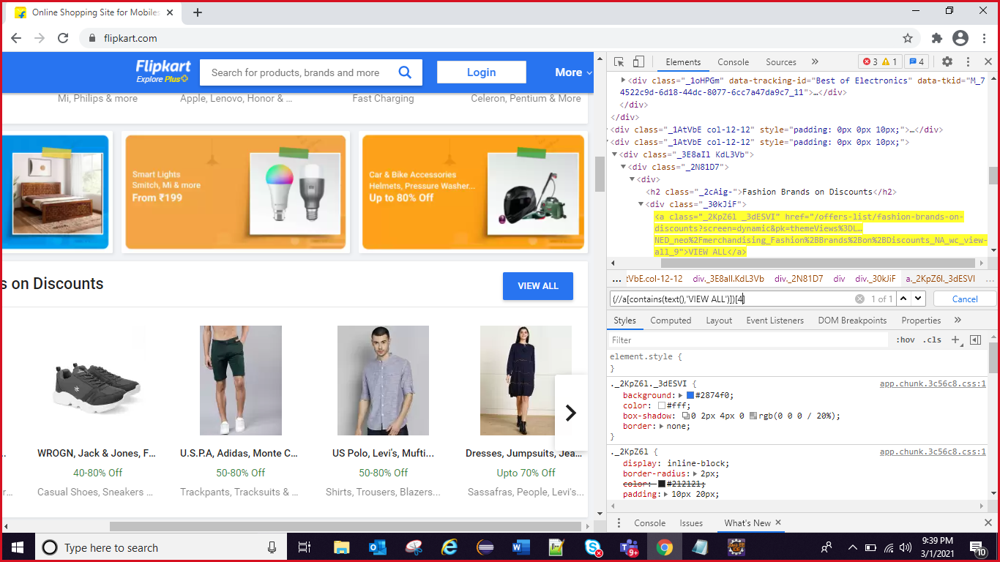 Online Shopping Site for Mobiles
flipkart.com
Flipkart
Explore Plus
Search for products, brands and more
Login
More
Mi, Philips & more
Apple, Lenovo, Honor & ...
Fast Charging
Celeron, Pentium & More
Smart Lights
Smitch, Mi & more
From ₹199
Car & Bike Accessories
Helmets, Pressure Washer...
Up to 80% Off
s on Discounts
VIEW ALL
...
WROGN, Jack & Jones, F...
U.S.P.A, Adidas, Monte C...
US Polo, Levi's, Mufti...
Dresses, Jumpsuits, Jea...
40-80% Off
50-80% Off
50-80% Off
Upto 70% Off
r...
Casual Shoes, Sneakers ...
Trackpants, Tracksuits & ...
Shirts, Trousers, Blazers...
Sassafras, People, Levi's...
Elements
Console
Sources
3
1
4
<div class="_1oHPGm" data-tracking-id="Best of Electronics" data-tkid="M_7
4522c9d-6d18-44dc-8077-6cc7a47da9c7_11">…</div>
</div>
</div>
<div class="_1AtVbE col-12-12" style="padding: 0px 0px 10px;">…</div>
<div class="_1AtVbE col-12-12" style="padding: 0px 0px 10px;">
<div class="_3E8aIl KdL3Vb">
<div class="_2N81D7">
<div>
<h2 class="_2cAig-">Fashion Brands on Discounts</h2>
<div class="_30kJiF">
<a class="_2KpZ6l _3dESVI" href="/offers-list/fashion-brands-on-
discounts?screen=dynamic&pk=themeViews%3DL…
NED_neo%2Fmerchandising_Fashion%2BBrands%2Bon%2BDiscounts_NA_wc_view-
all_9">VIEW ALL</a>
... tVbE.col-12-12 div._3E8aIl.KdL3Vb div._2N81D7 div div._30kJiF a._2KpZ6l._3dESVI ...
(//a[contains(text(),'VIEW ALL')])[4]
1 of 1
Cancel
Styles
Computed
Layout
Event Listeners
DOM Breakpoints
Properties
Filter
:hov
.cls
element.style {
}
._2KpZ6l._3dESVI {
app.chunk.3c56c8.css:1
background: #2874f0;
color: #fff;
box-shadow: 0 2px 4px 0 rgb(0 0 0 / 20%);
border: none;
}
._2KpZ6l {
app.chunk.3c56c8.css:1
display: inline-block;
border-radius: 2px;
color: #212121;
padding: 10px 20px;
Console
Issues
What's New
Type here to search
9+
9:39 PM
3/1/2021
10